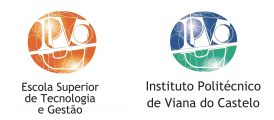 Escola Superior
de Tecnologia
e Gestão
Instituto Politécnico
de Viana do Castelo